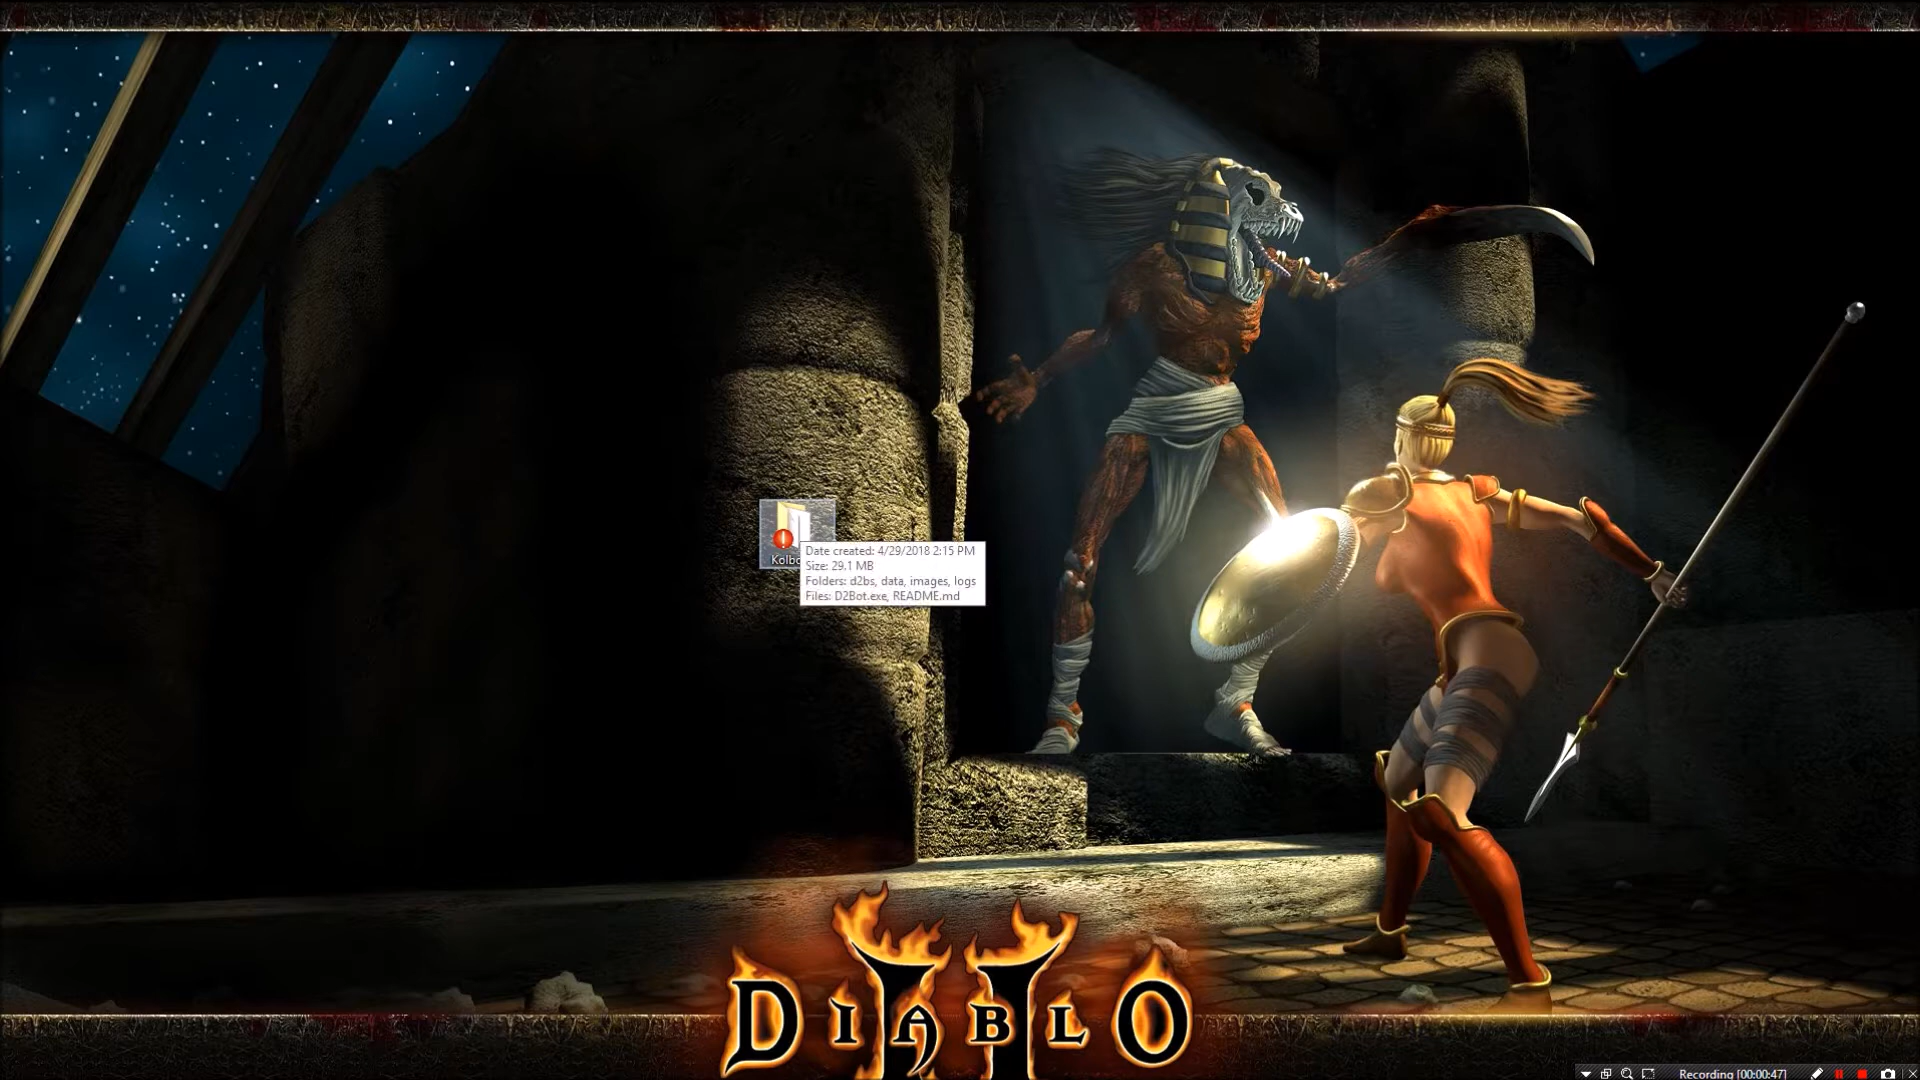 Date created: 4/29/2018 2:15 PM
Size: 29.1 MB
Folders: d2bs, data, images, logs
Files: D2Bot.exe, README.md
DIABLO
II
Recording [00:00:47]